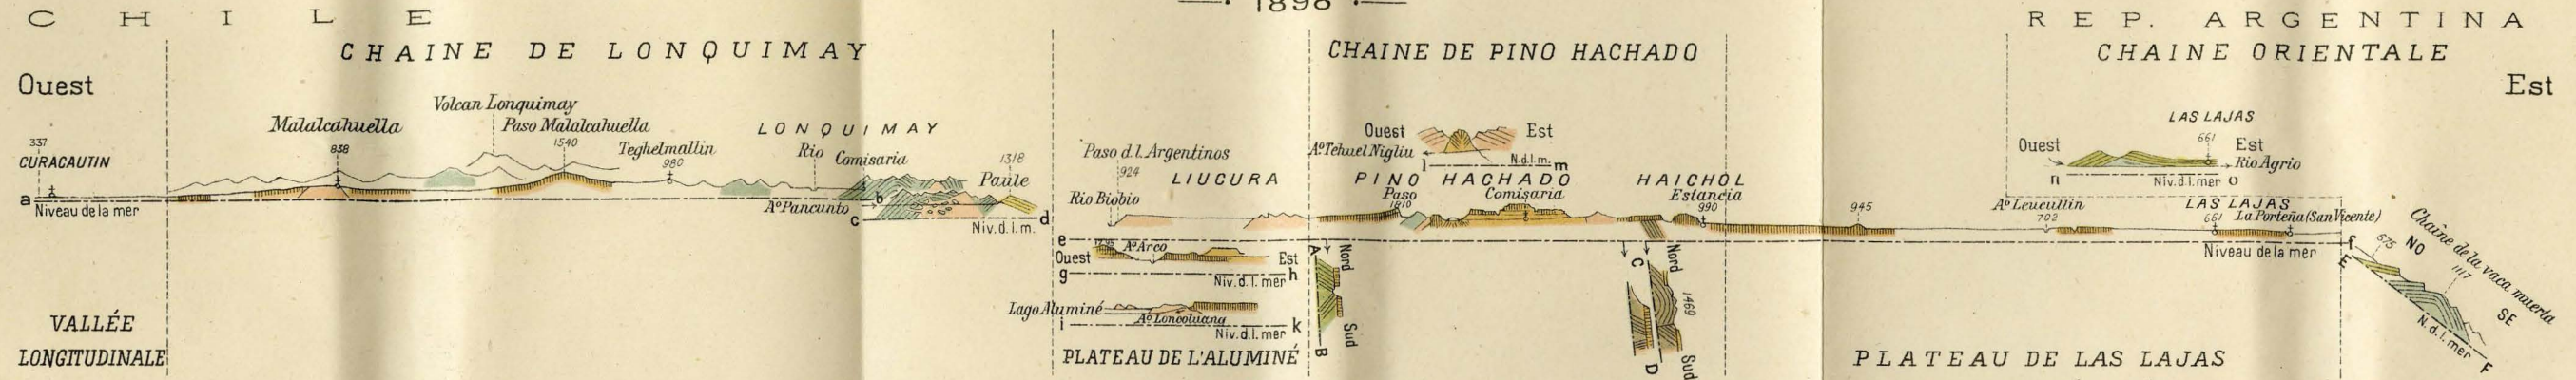 1898
CHILE
REP. ARGENTINA
CHAINE DE LONQUIMAY
CHAINE DE PINO HACHADO
CHAINE ORIENTALE
Ouest
Est
337
CURACAUTIN
a
Niveau de la mer
Malalcahuella
838
Volcan Lonquimay
Paso Malalcahuella
1540
Teghelmallin
980
LONQUIMAY
Rio
Comisaria
Aº Pancunto
b
c
1318
Paule
Niv. d. l. m.
d
Paso d. l. Argentinos
924
LIUCURA
Rio Biobio
e
Aº Arco
Ouest
Est
g
Niv. d. l. mer
h
Lago Aluminé
Aº Loncoluang
i
Niv. d. l. mer
k
Ouest
Est
Aº Tehuel Nigliu
l
N. d. l. m.
m
PINO HACHADO
Paso
1810
Comisaria
HAICHOL
Estancia
990
945
A
Nord
Sud
B
C
Nord
1469
Sud
D
LAS LAJAS
661
Ouest
Est
Rio Agrio
n
Niv. d. l. mer
o
Aº Leucullin
702
LAS LAJAS
661
La Porteña (San Vicente)
Niveau de la mer
f
E
675
NO
1117
Chaîne de la vaca muerta
SE
N. d. l. mer
F
VALLÉE
LONGITUDINALE
PLATEAU DE L'ALUMINÉ
PLATEAU DE LAS LAJAS